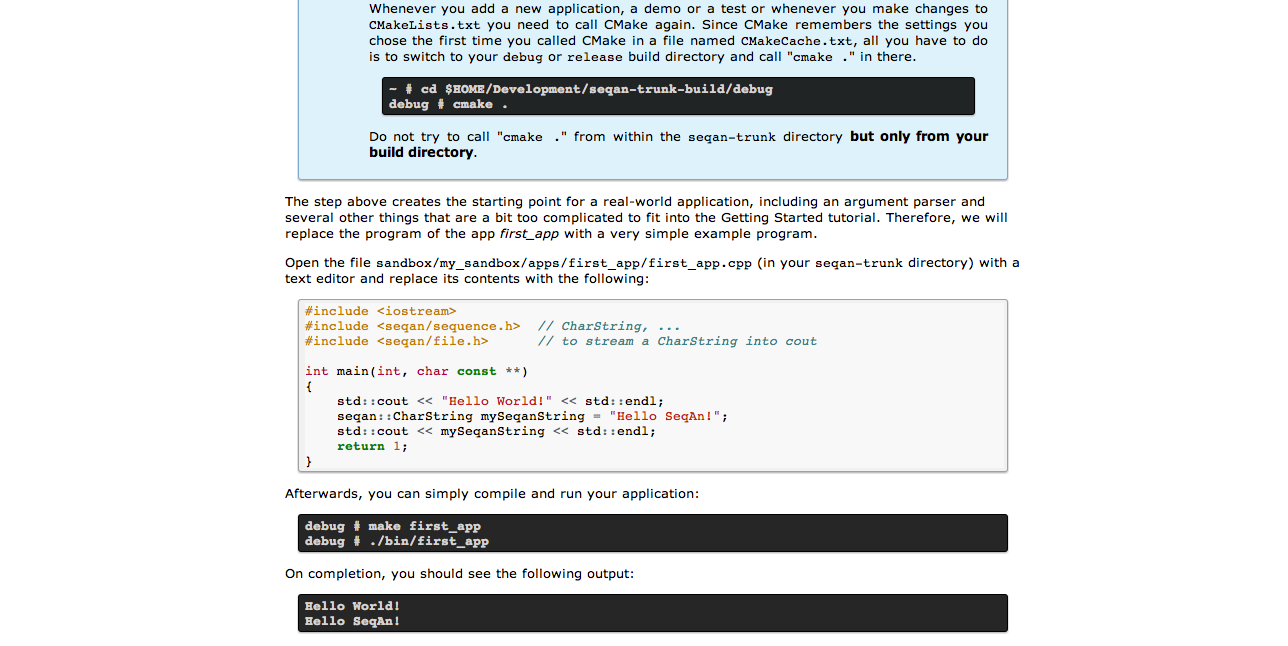 Whenever you add a new application, a demo or a test or whenever you make changes to
CMakeLists.txt you need to call CMake again. Since CMake remembers the settings you
chose the first time you called CMake in a file named CMakeCache.txt, all you have to do
is to switch to your debug or release build directory and call "cmake ." in there.
~ # cd $HOME/Development/seqan-trunk-build/debug
debug # cmake .
Do not try to call "cmake ." from within the seqan-trunk directory but only from your
build directory.
The step above creates the starting point for a real-world application, including an argument parser and
several other things that are a bit too complicated to fit into the Getting Started tutorial. Therefore, we will
replace the program of the app first_app with a very simple example program.
Open the file sandbox/my_sandbox/apps/first_app/first_app.cpp (in your seqan-trunk directory) with a
text editor and replace its contents with the following:
#include <iostream>
#include <seqan/sequence.h>  // CharString, ...
#include <seqan/file.h>      // to stream a CharString into cout
int main(int, char const **)
{
    std::cout << "Hello World!" << std::endl;
    seqan::CharString mySeqanString = "Hello SeqAn!";
    std::cout << mySeqanString << std::endl;
    return 1;
}
Afterwards, you can simply compile and run your application:
debug # make first_app
debug # ./bin/first_app
On completion, you should see the following output:
Hello World!
Hello SeqAn!